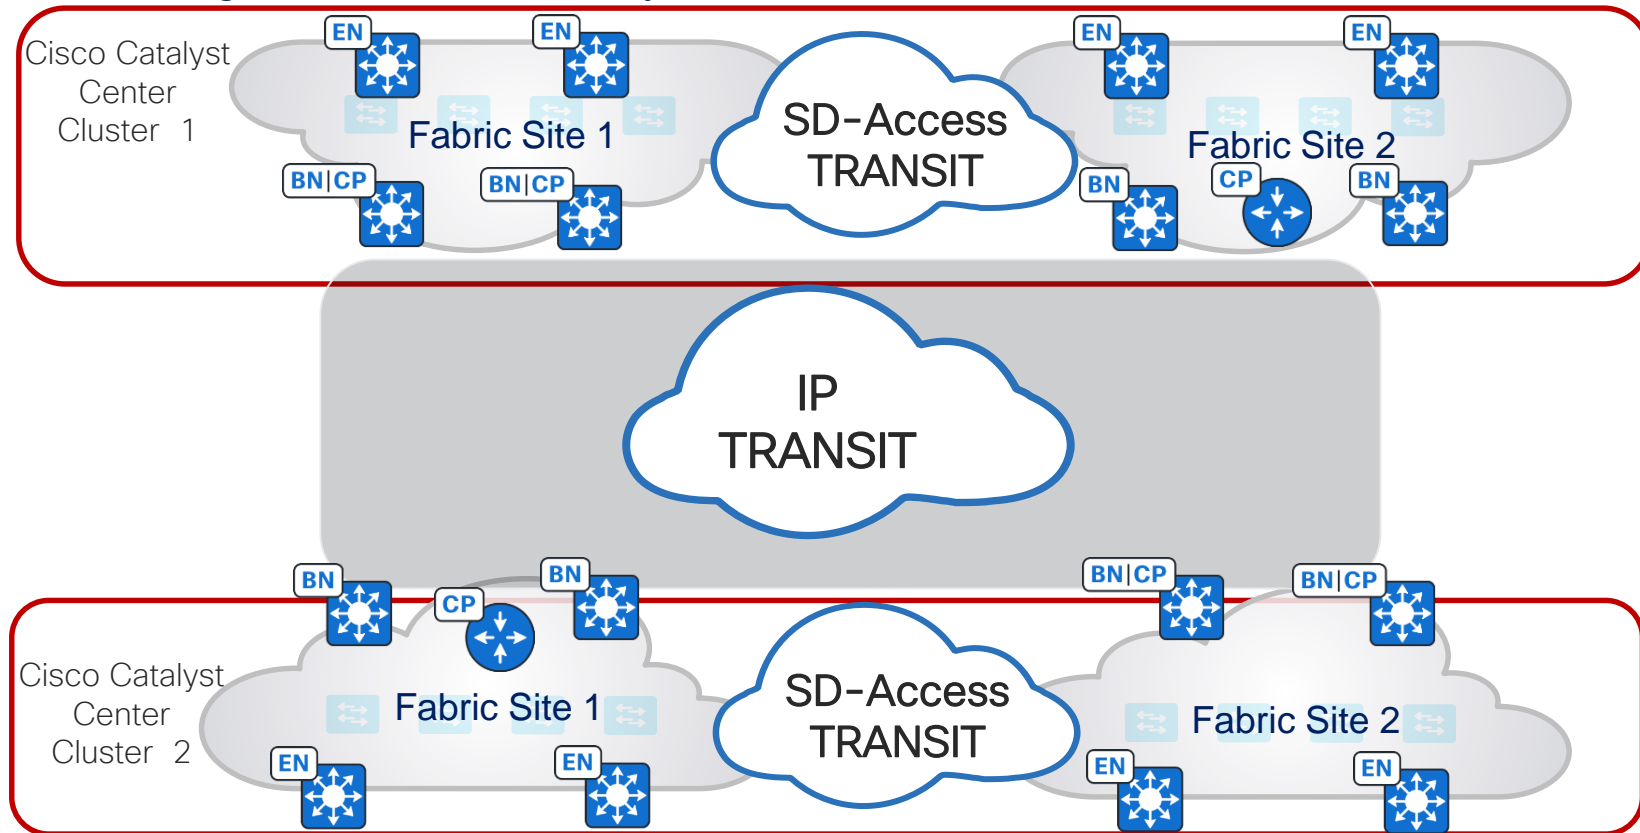 EN
EN
EN
EN
Cisco Catalyst
Center
Cluster 1
Fabric Site 1
SD-Access
TRANSIT
Fabric Site 2
BN|CP
BN|CP
BN
CP
BN
IP
TRANSIT
BN
CP
BN
BN|CP
BN|CP
Cisco Catalyst
Center
Cluster 2
Fabric Site 1
SD-Access
TRANSIT
Fabric Site 2
EN
EN
EN
EN